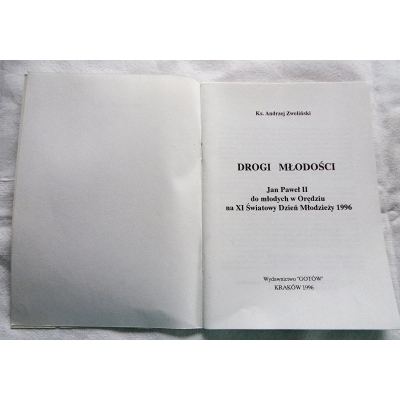 Ks. Andrzej Zwoliński
DROGI MŁODOŚCI
Jan Paweł II
do młodych w Orędziu
na XI Światowy Dzień Młodzieży 1996
Wydawnictwo "GOTÓW"
KRAKÓW 1996